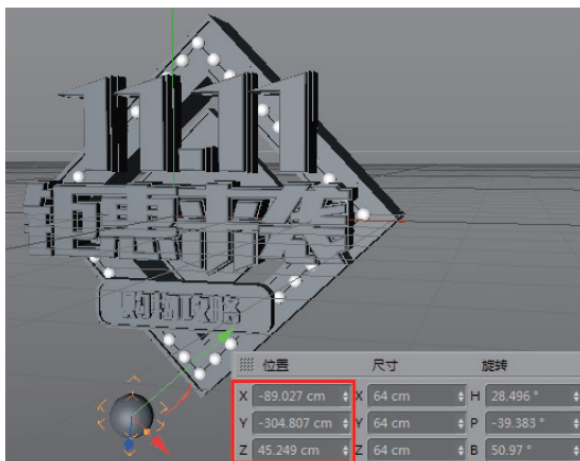 11.11
钜惠来袭
购物攻略
位置 尺寸 旋转
X -89.027 cm X 64 cm H 28.496 °
Y -304.807 cm Y 64 cm P -39.383 °
Z 45.249 cm Z 64 cm B 50.97 °